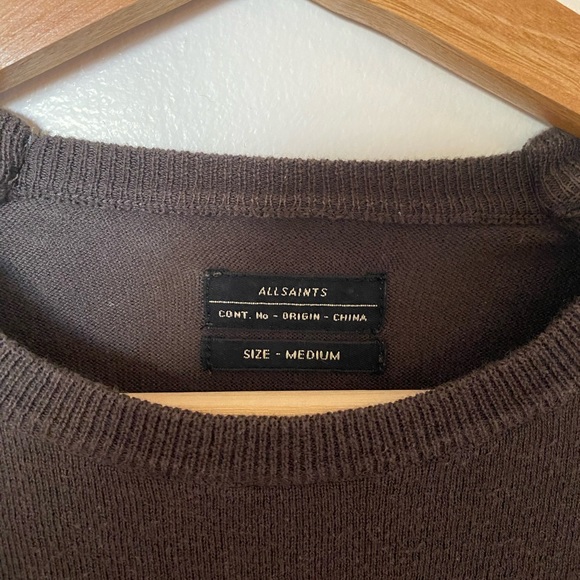 ALLSAINTS
CONT. No - ORIGIN - CHINA
SIZE - MEDIUM